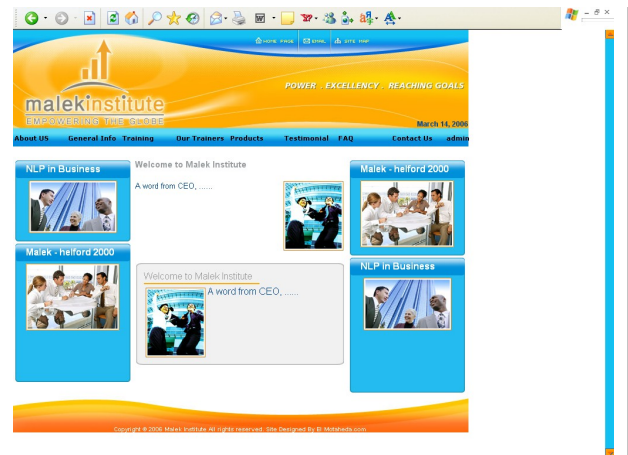 HOME PAGE EMAIL SITE MAP
POWER . EXCELLENCY . REACHING GOALS
malekinstitute
EMPOWERING THE GLOBE
March 14, 2006
About US General Info Training Our Trainers Products Testimonial FAQ Contact Us admin
NLP in Business
Welcome to Malek Institute
Malek - helford 2000
A word from CEO, ......
Malek - helford 2000
NLP in Business
Welcome to Malek Institute
A word from CEO, ......
Copyright © 2006 Malek Institute All rights reserved. Site Designed By El Motaheda.com